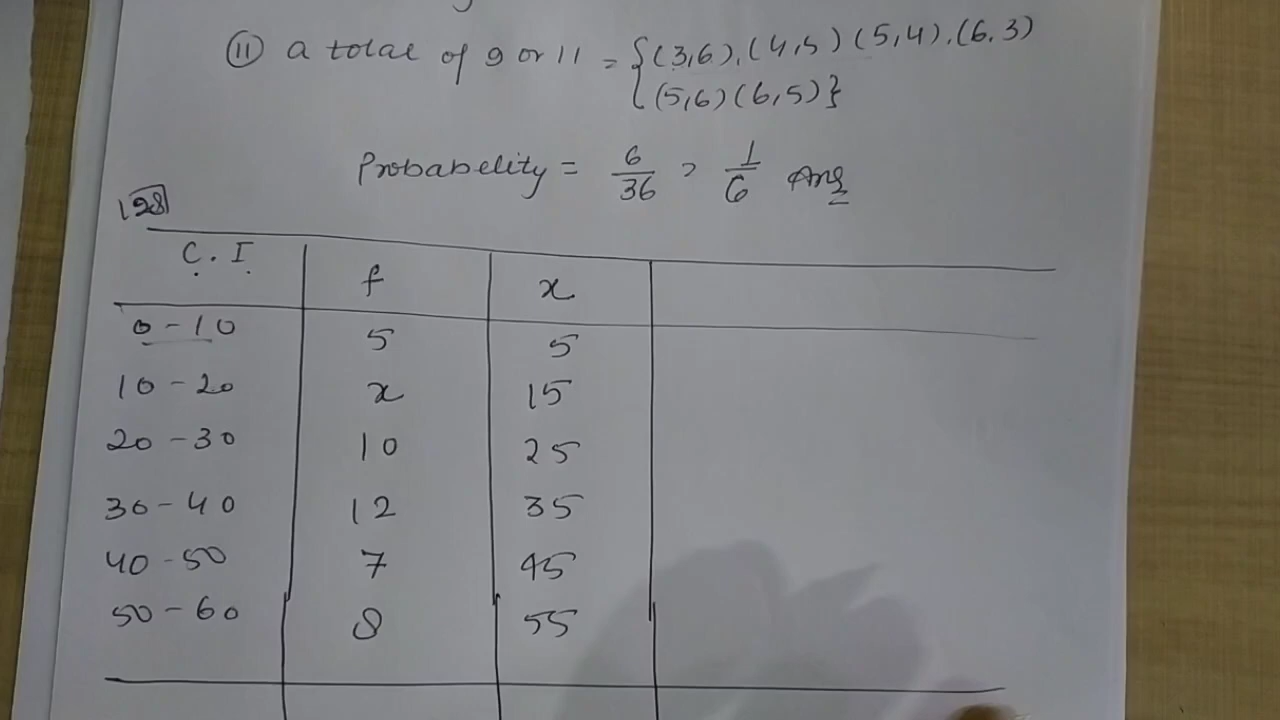 (11) a total of 9 or 11 = {(3,6), (4,5) (5,4), (6,3)
(5,6) (6,5)}
Probabelity = 6/36 > 1/6 Ans
28
C. I. f x
0-10 5 5
10-20 x 15
20-30 10 25
30-40 12 35
40-50 7 45
50-60 8 55